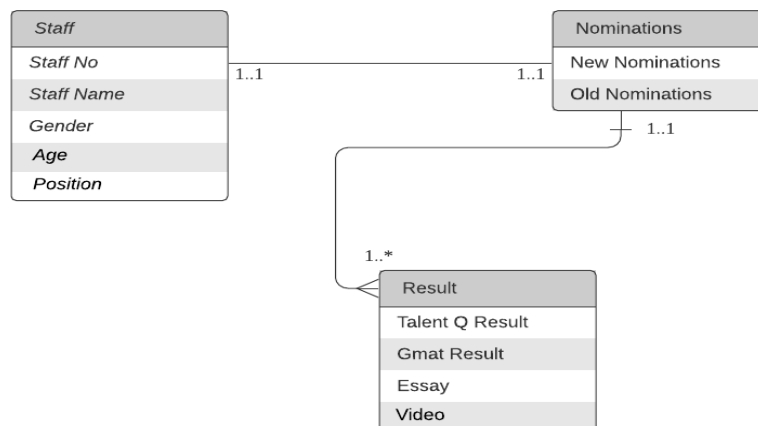 Staff
Staff No
Staff Name
Gender
Age
Position
1..1
1..1
Nominations
New Nominations
Old Nominations
1..1
1..*
Result
Talent Q Result
Gmat Result
Essay
Video